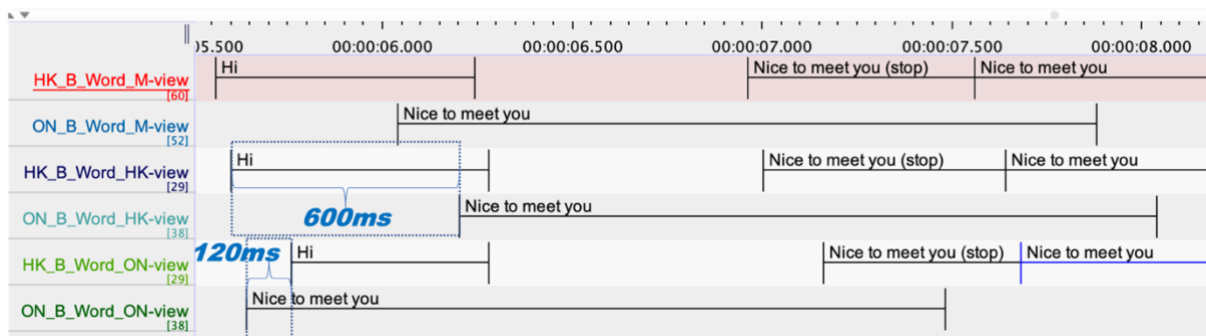 05.500 00:00:06.000 00:00:06.500 00:00:07.000 00:00:07.500 00:00:08.000
HK_B_Word_M-view Hi Nice to meet you (stop) Nice to meet you
[60]
ON_B_Word_M-view Nice to meet you
[52]
HK_B_Word_HK-view Hi Nice to meet you (stop) Nice to meet you
[29]
ON_B_Word_HK-view 600ms Nice to meet you
[38]
HK_B_Word_ON-view 120ms Hi Nice to meet you (stop) Nice to meet you
[29]
ON_B_Word_ON-view Nice to meet you
[38]